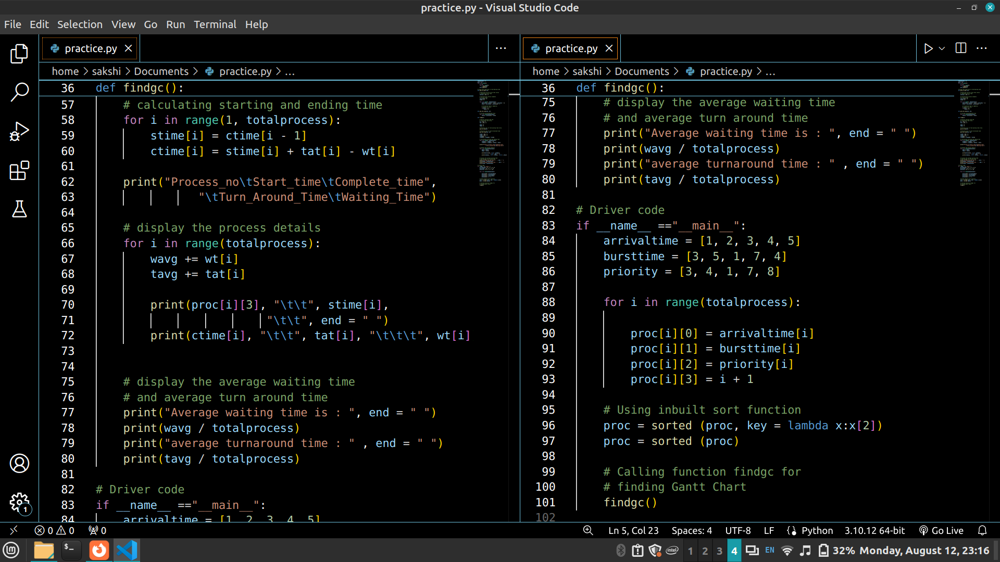 practice.py - Visual Studio Code
File Edit Selection View Go Run Terminal Help
practice.py
home > sakshi > Documents > practice.py > ...
36 def findgc():
57 # calculating starting and ending time
58 for i in range(1, totalprocess):
59 stime[i] = ctime[i - 1]
60 ctime[i] = stime[i] + tat[i] - wt[i]
61
62 print("Process_no\tStart_time\tComplete_time",
63 "\tTurn_Around_Time\tWaiting_Time")
64
65 # display the process details
66 for i in range(totalprocess):
67 wavg += wt[i]
68 tavg += tat[i]
69
70 print(proc[i][3], "\t\t", stime[i],
71 "\t\t", end = " ")
72 print(ctime[i], "\t\t", tat[i], "\t\t\t", wt[i]
73
74
75 # display the average waiting time
76 # and average turn around time
77 print("Average waiting time is : ", end = " ")
78 print(wavg / totalprocess)
79 print("average turnaround time : " , end = " ")
80 print(tavg / totalprocess)
81
82 # Driver code
83 if __name__ =="__main__":
84 arrivaltime = [1, 2, 3, 4, 5]
practice.py
home > sakshi > Documents > practice.py > ...
36 def findgc():
75 # display the average waiting time
76 # and average turn around time
77 print("Average waiting time is : ", end = " ")
78 print(wavg / totalprocess)
79 print("average turnaround time : " , end = " ")
80 print(tavg / totalprocess)
81
82 # Driver code
83 if __name__ =="__main__":
84 arrivaltime = [1, 2, 3, 4, 5]
85 bursttime = [3, 5, 1, 7, 4]
86 priority = [3, 4, 1, 7, 8]
87
88 for i in range(totalprocess):
89
90 proc[i][0] = arrivaltime[i]
91 proc[i][1] = bursttime[i]
92 proc[i][2] = priority[i]
93 proc[i][3] = i + 1
94
95 # Using inbuilt sort function
96 proc = sorted (proc, key = lambda x:x[2])
97 proc = sorted (proc)
98
99 # Calling function findgc for
100 # finding Gantt Chart
101 findgc()
102
1
0 0 0 Ln 5, Col 23 Spaces: 4 UTF-8 LF Python 3.10.12 64-bit Go Live
intel 1 2 3 4 EN 32% Monday, August 12, 23:16